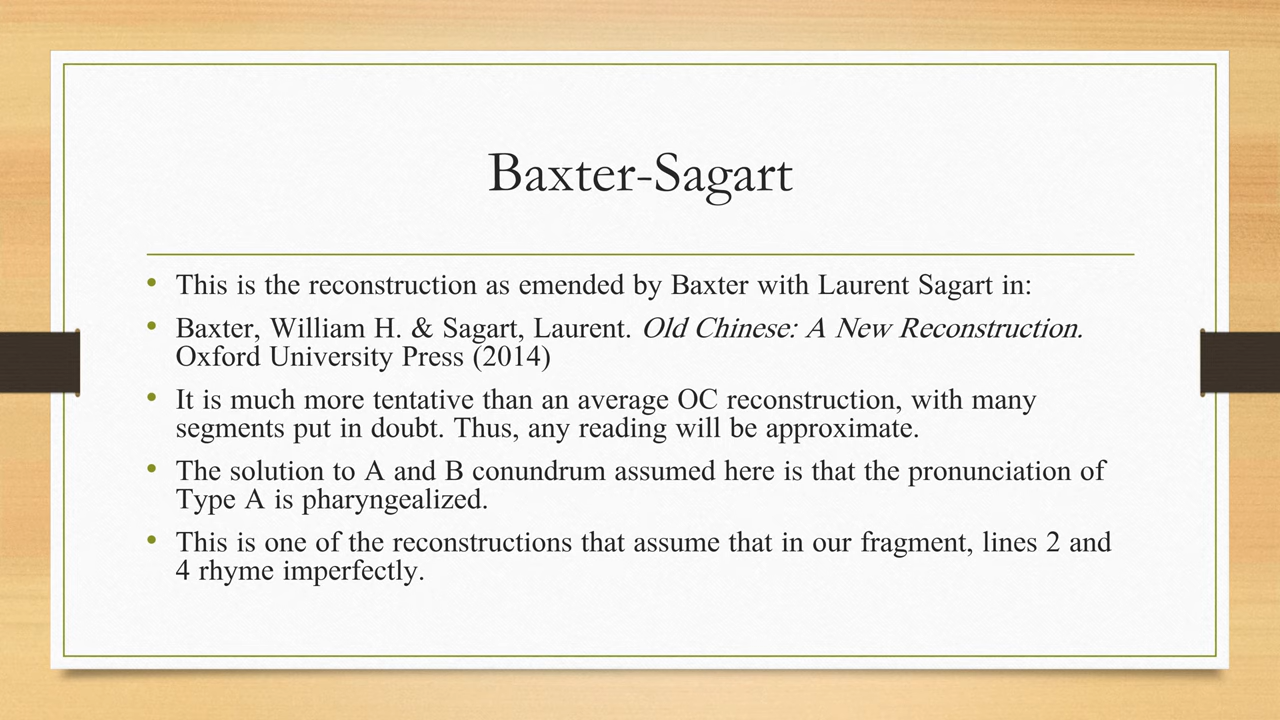 Baxter-Sagart
• This is the reconstruction as emended by Baxter with Laurent Sagart in:
• Baxter, William H. & Sagart, Laurent. Old Chinese: A New Reconstruction.
Oxford University Press (2014)
• It is much more tentative than an average OC reconstruction, with many
segments put in doubt. Thus, any reading will be approximate.
• The solution to A and B conundrum assumed here is that the pronunciation of
Type A is pharyngealized.
• This is one of the reconstructions that assume that in our fragment, lines 2 and
4 rhyme imperfectly.